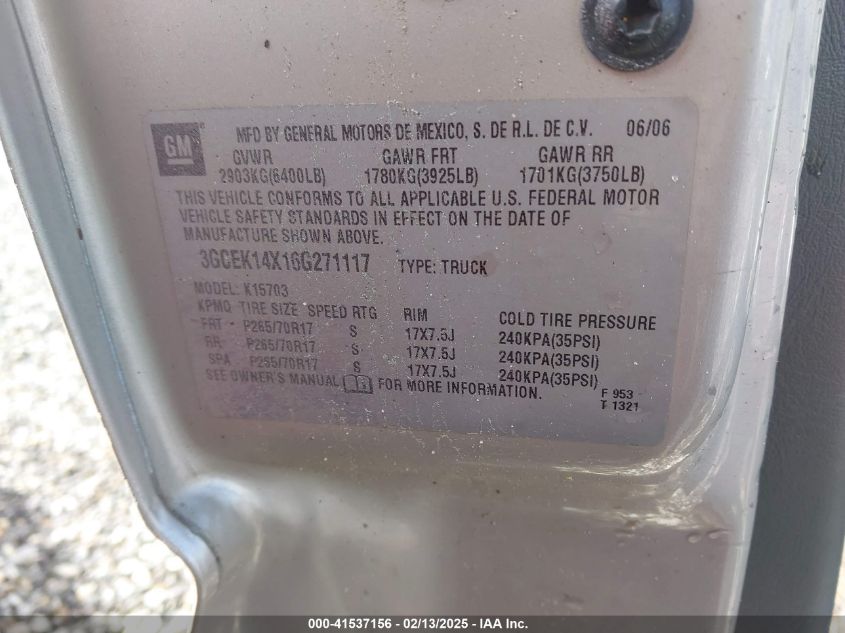 GM
MFD BY GENERAL MOTORS DE MEXICO, S. DE R.L. DE C.V. 06/06
GVWR GAWR FRT GAWR RR
2903KG(6400LB) 1780KG(3925LB) 1701KG(3750LB)
THIS VEHICLE CONFORMS TO ALL APPLICABLE U.S. FEDERAL MOTOR
VEHICLE SAFETY STANDARDS IN EFFECT ON THE DATE OF
MANUFACTURE SHOWN ABOVE.
3GCEK14X16G271117 TYPE: TRUCK
MODEL: K15703
KPMQ TIRE SIZE SPEED RTG RIM COLD TIRE PRESSURE
FRT P265/70R17 S 17X7.5J 240KPA(35PSI)
RR P265/70R17 S 17X7.5J 240KPA(35PSI)
SPA P265/70R17 S 17X7.5J 240KPA(35PSI)
SEE OWNER'S MANUAL FOR MORE INFORMATION.
F 953
T 1321
000-41537156 - 02/13/2025 - IAA Inc.